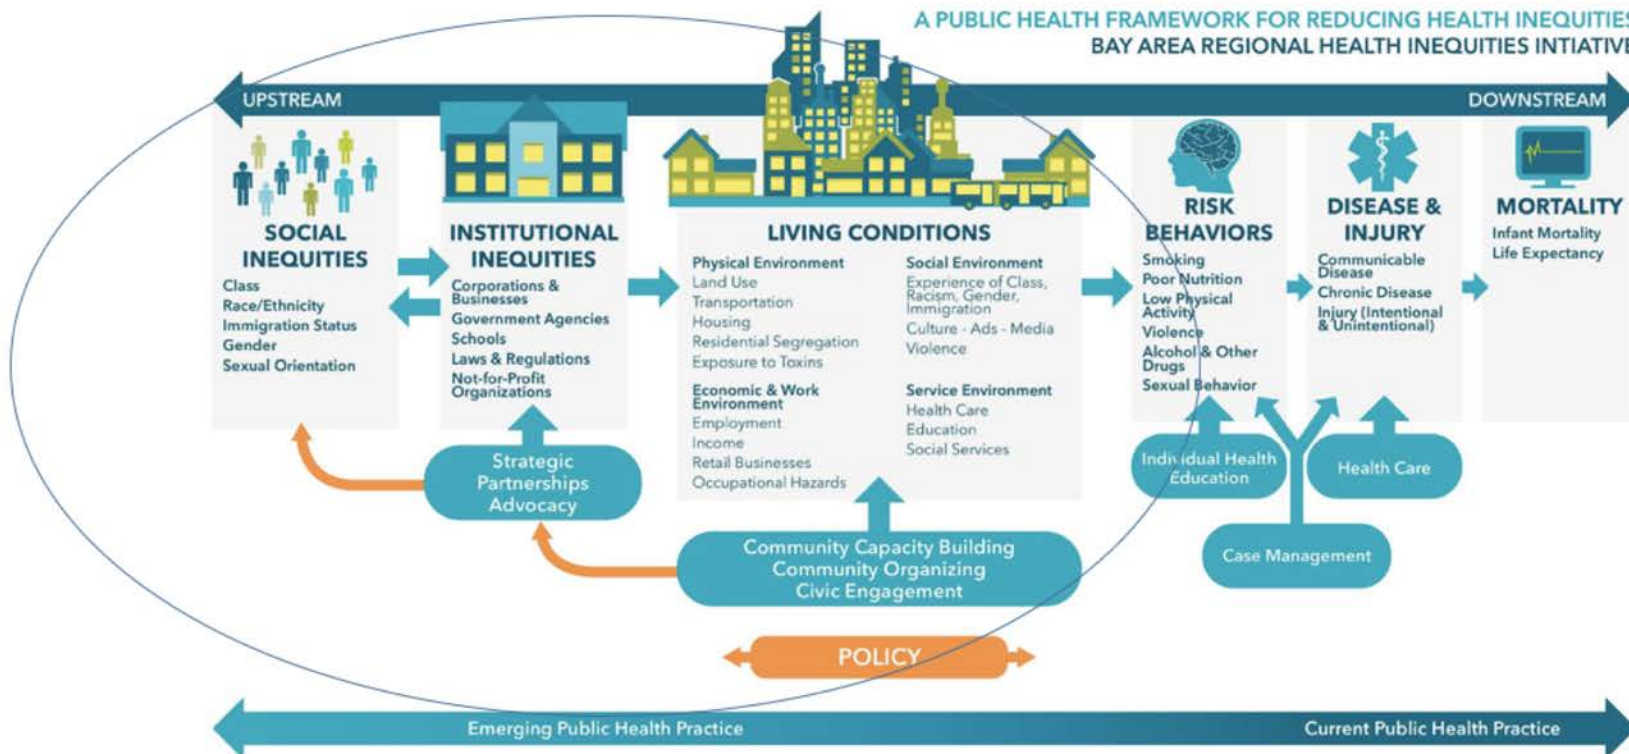 A PUBLIC HEALTH FRAMEWORK FOR REDUCING HEALTH INEQUITIES
BAY AREA REGIONAL HEALTH INEQUITIES INTIATIVE
UPSTREAM
DOWNSTREAM
SOCIAL
INEQUITIES
Class
Race/Ethnicity
Immigration Status
Gender
Sexual Orientation
INSTITUTIONAL
INEQUITIES
Corporations &
Businesses
Government Agencies
Schools
Laws & Regulations
Not-for-Profit
Organizations
LIVING CONDITIONS
Physical Environment
Land Use
Transportation
Housing
Residential Segregation
Exposure to Toxins
Economic & Work
Environment
Employment
Income
Retail Businesses
Occupational Hazards
Social Environment
Experience of Class,
Racism, Gender,
Immigration
Culture - Ads - Media
Violence
Service Environment
Health Care
Education
Social Services
RISK
BEHAVIORS
Smoking
Poor Nutrition
Low Physical
Activity
Violence
Alcohol & Other
Drugs
Sexual Behavior
DISEASE &
INJURY
Communicable
Disease
Chronic Disease
Injury (Intentional
& Unintentional)
MORTALITY
Infant Mortality
Life Expectancy
Strategic
Partnerships
Advocacy
Community Capacity Building
Community Organizing
Civic Engagement
Individual Health
Education
Health Care
Case Management
POLICY
Emerging Public Health Practice
Current Public Health Practice